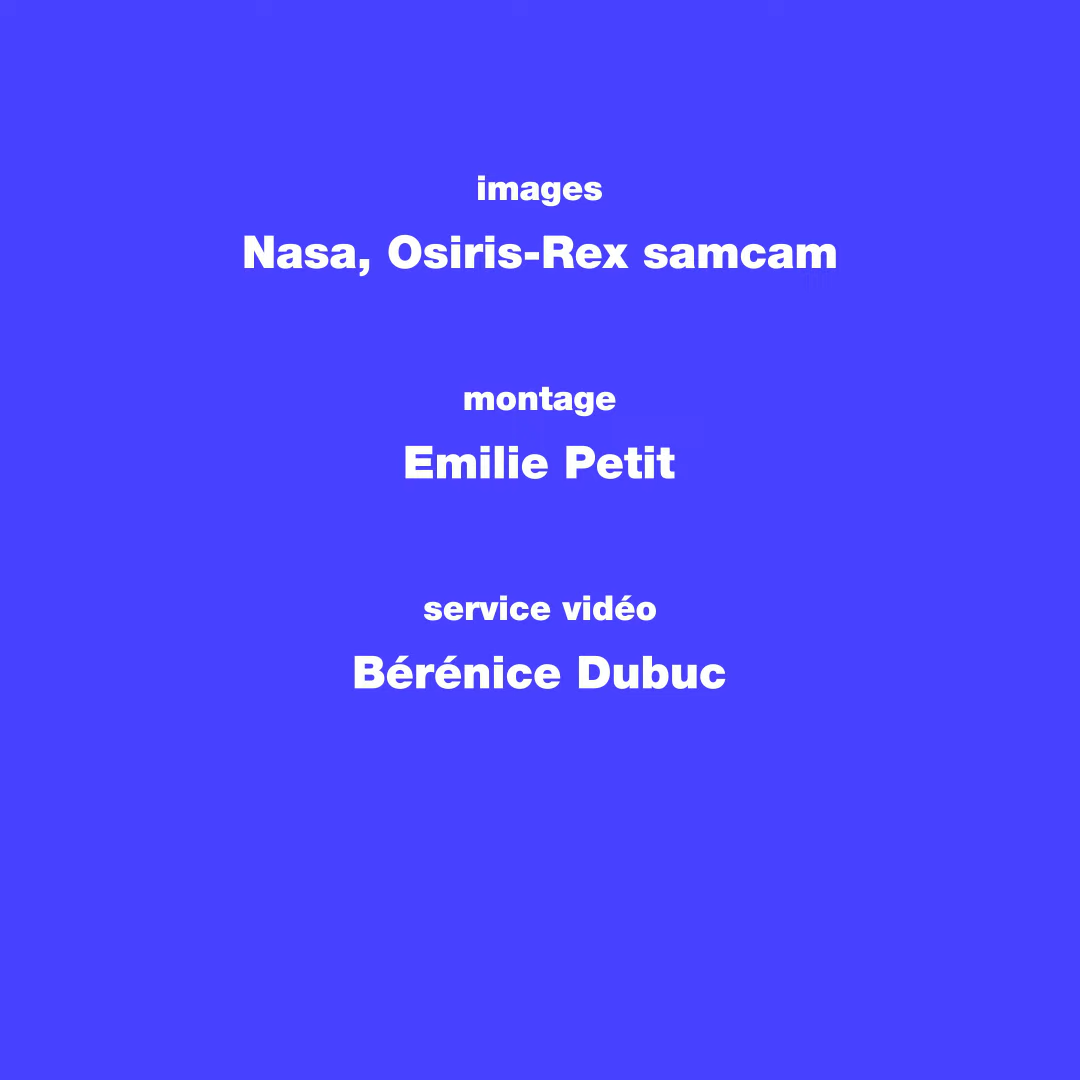 images
Nasa, Osiris-Rex samcam
montage
Emilie Petit
service vidéo
Bérénice Dubuc